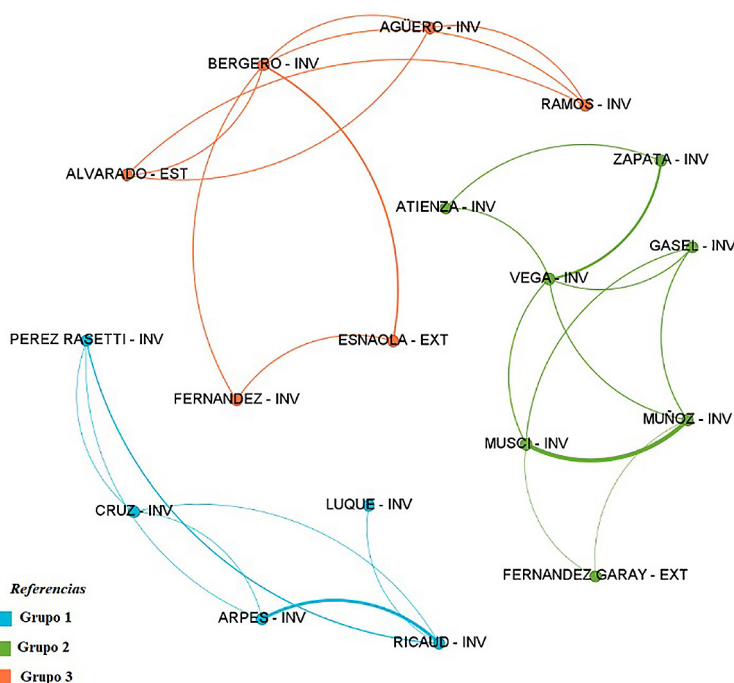 AGÜERO - INV
BERGERO - INV
RAMOS - INV
ZAPATA - INV
ALVARADO - EST
ATIENZA - INV
GASEL - INV
VEGA - INV
PEREZ RASETTI - INV
ESNAOLA - EXT
FERNANDEZ - INV
MUÑOZ - INV
MUSCI - INV
LUQUE - INV
CRUZ - INV
FERNANDEZ GARAY - EXT
Referencias
Grupo 1
ARPES - INV
RICAUD - INV
Grupo 2
Grupo 3